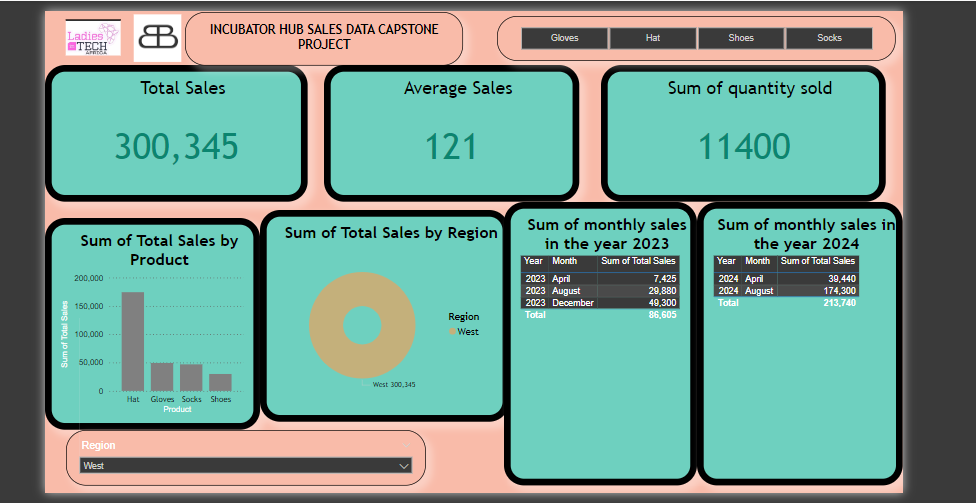 Ladies
in
TECH
AFRICA
INCUBATOR HUB SALES DATA CAPSTONE
PROJECT
Gloves
Hat
Shoes
Socks
Total Sales
300,345
Average Sales
121
Sum of quantity sold
11400
Sum of Total Sales by
Product
200,000
150,000
100,000
50,000
0
Sum of Total Sales
Hat Gloves Socks Shoes
Product
Sum of Total Sales by Region
Region
West
West 300,345
Sum of monthly sales
in the year 2023
Year Month Sum of Total Sales
2023 April 7,425
2023 August 29,880
2023 December 49,300
Total 86,605
Sum of monthly sales in
the year 2024
Year Month Sum of Total Sales
2024 April 39,440
2024 August 174,300
Total 213,740
Region
West